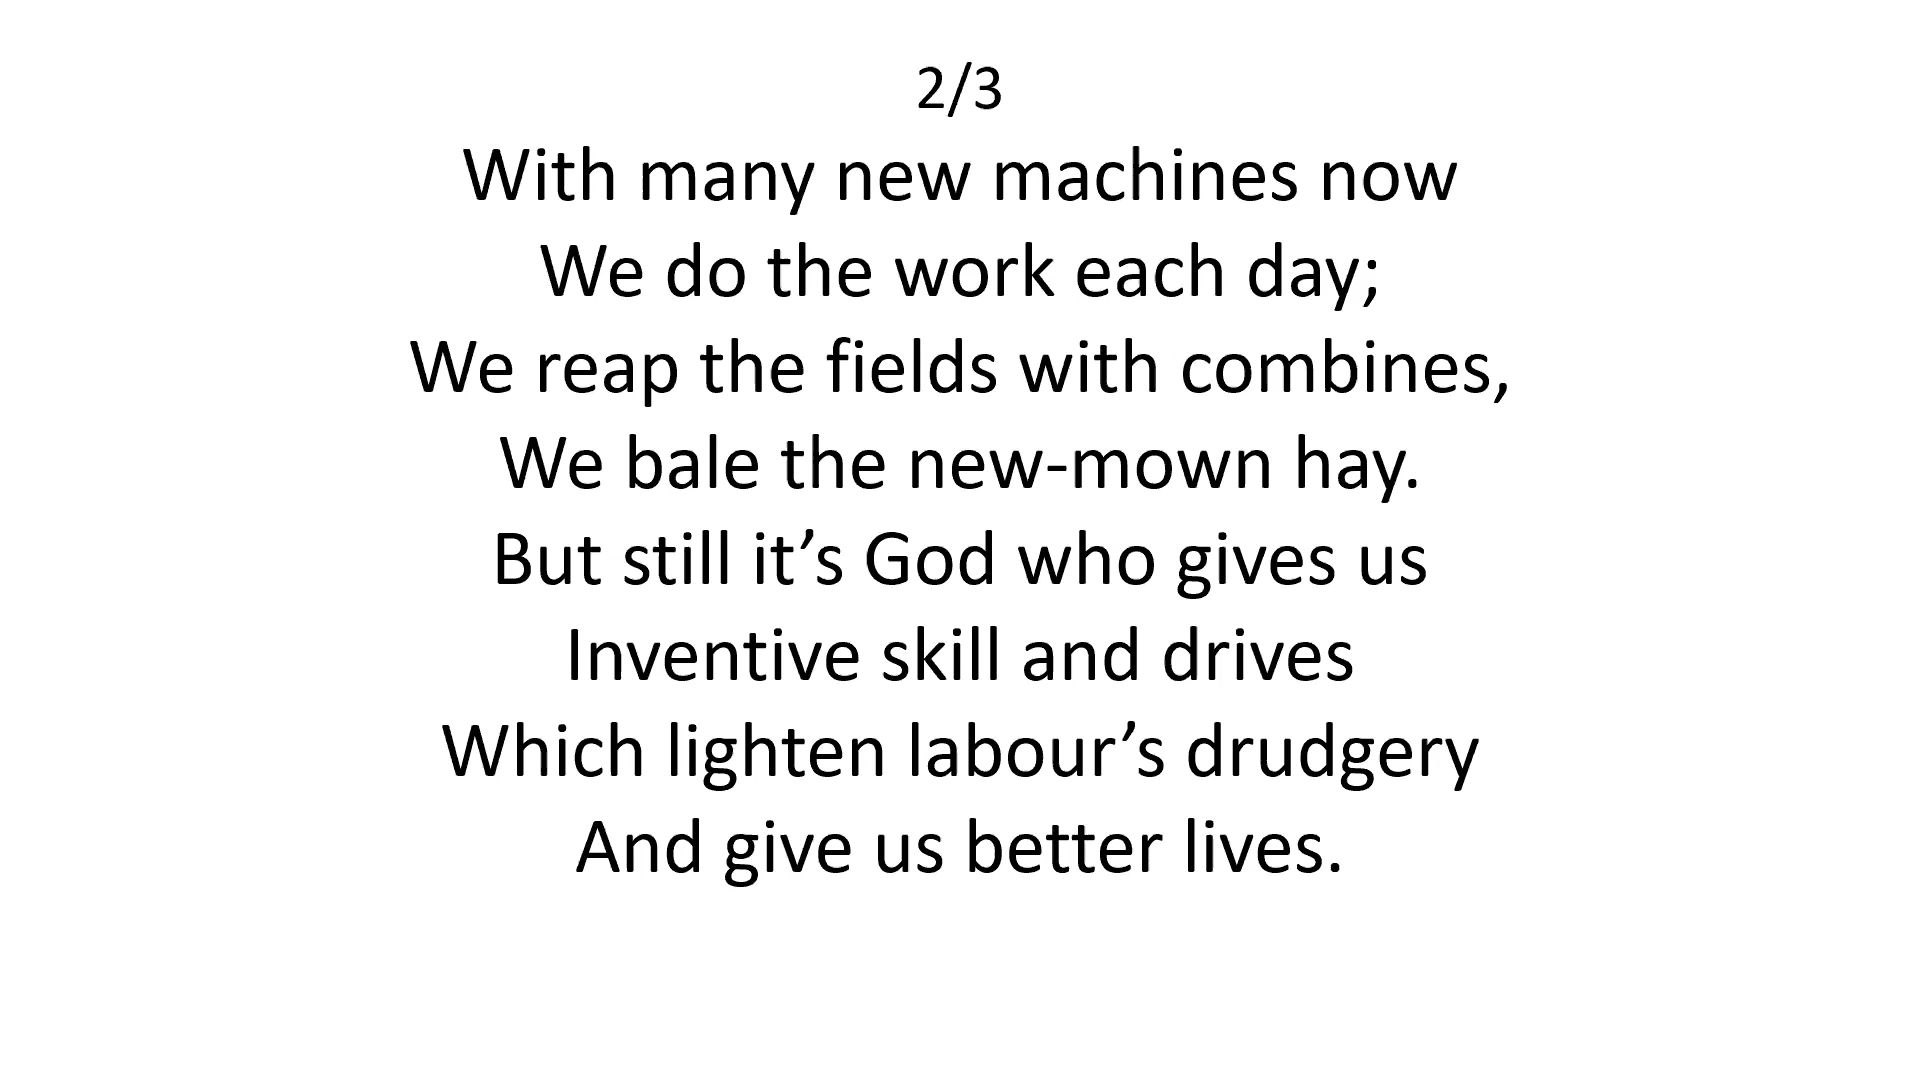 2/3
With many new machines now
We do the work each day;
We reap the fields with combines,
We bale the new-mown hay.
But still it’s God who gives us
Inventive skill and drives
Which lighten labour’s drudgery
And give us better lives.